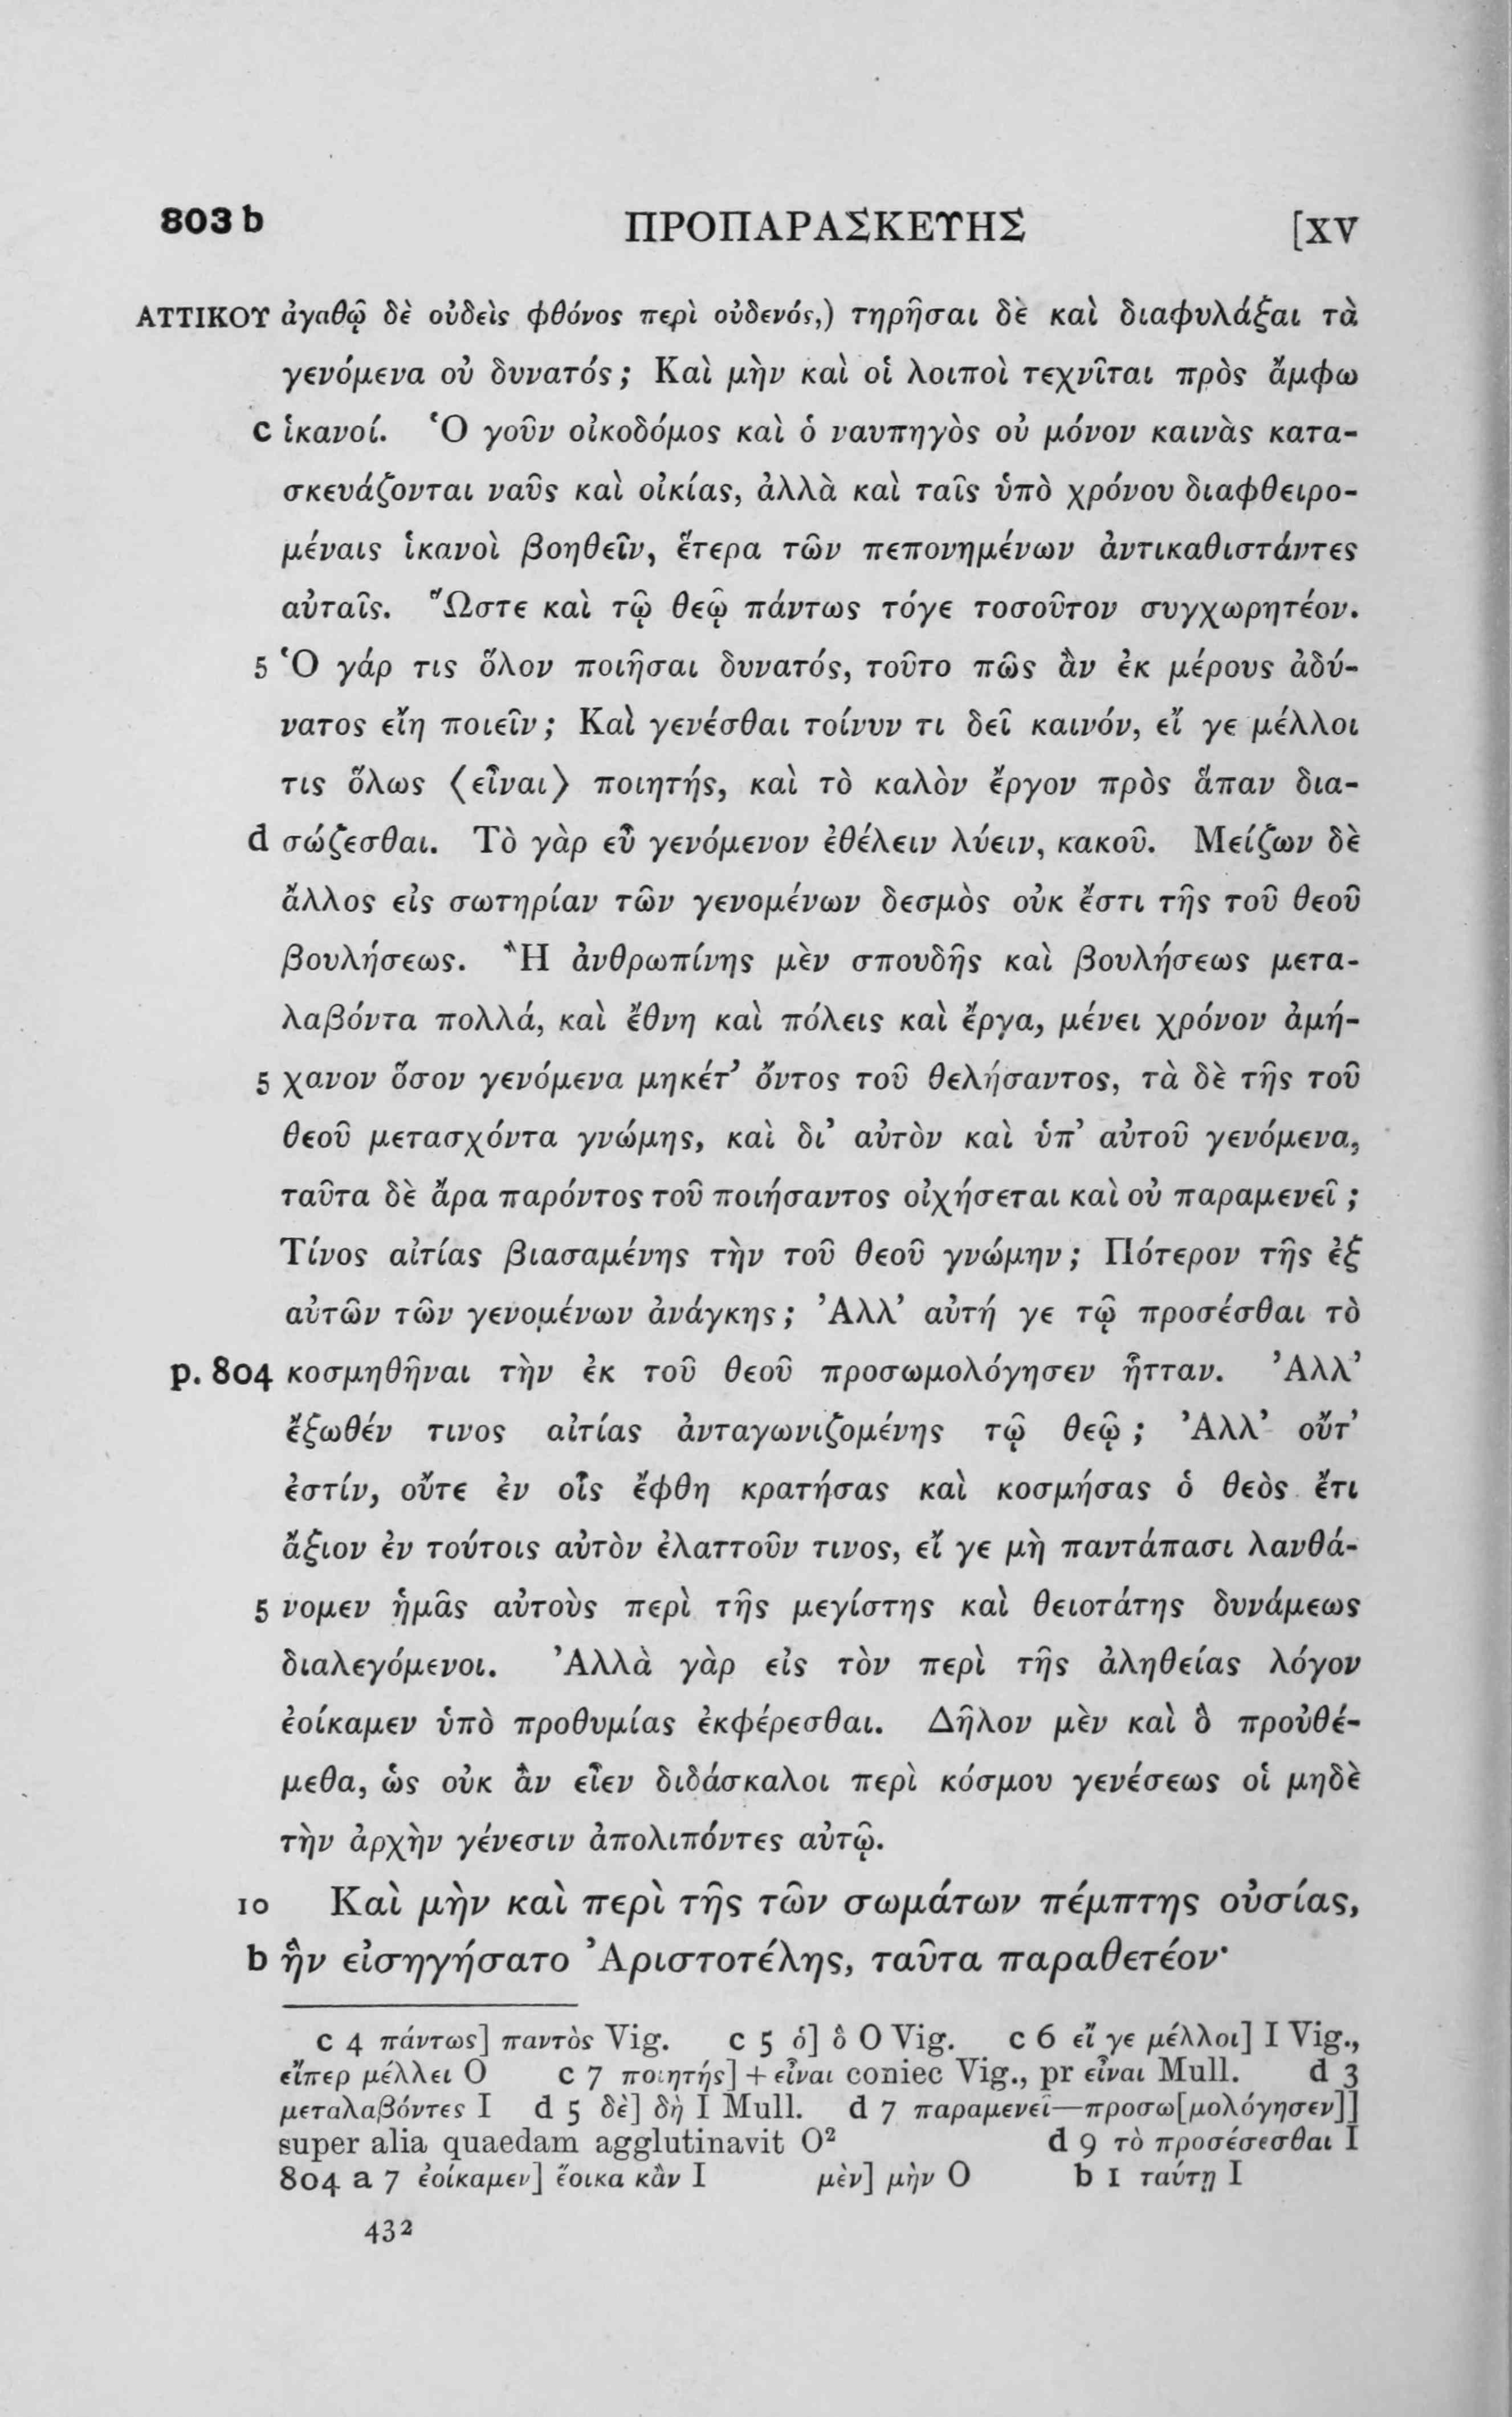 803 b ΠΡΟΠΑΡΑΣΚΕΥΗΣ [XV
ΑΤΤΙΚΟΥ ἀγαθῷ δὲ οὐδεὶς φθόνος περὶ οὐδενός,) τηρῆσαι δὲ καὶ διαφυλάξαι τὰ
γενόμενα οὐ δυνατός; Καὶ μὴν καὶ οἱ λοιποὶ τεχνῖται πρὸς ἄμφω
c ἱκανοί. Ὁ γοῦν οἰκοδόμος καὶ ὁ ναυπηγὸς οὐ μόνον καινὰς κατα-
σκευάζονται ναῦς καὶ οἰκίας, ἀλλὰ καὶ ταῖς ὑπὸ χρόνου διαφθειρο-
μέναις ἱκανοὶ βοηθεῖν, ἕτερα τῶν πεπονημένων ἀντικαθιστάντες
αὐταῖς. Ὥστε καὶ τῷ θεῷ πάντως τόγε τοσοῦτον συγχωρητέον.
5 Ὁ γάρ τις ὅλον ποιῆσαι δυνατός, τοῦτο πῶς ἂν ἐκ μέρους ἀδύ-
νατος εἴη ποιεῖν; Καὶ γενέσθαι τοίνυν τι δεῖ καινόν, εἴ γε μέλλοι
τις ὅλως ⟨εἶναι⟩ ποιητής, καὶ τὸ καλὸν ἔργον πρὸς ἅπαν δια-
d σώζεσθαι. Τὸ γὰρ εὖ γενόμενον ἐθέλειν λύειν, κακοῦ. Μείζων δὲ
ἄλλος εἰς σωτηρίαν τῶν γενομένων δεσμὸς οὐκ ἔστι τῆς τοῦ θεοῦ
βουλήσεως. Ἢ ἀνθρωπίνης μὲν σπουδῆς καὶ βουλήσεως μετα-
λαβόντα πολλά, καὶ ἔθνη καὶ πόλεις καὶ ἔργα, μένει χρόνον ἀμή-
5 χανον ὅσον γενόμενα μηκέτ’ ὄντος τοῦ θελήσαντος, τὰ δὲ τῆς τοῦ
θεοῦ μετασχόντα γνώμης, καὶ δι’ αὐτὸν καὶ ὑπ’ αὐτοῦ γενόμενα,
ταῦτα δὲ ἄρα παρόντος τοῦ ποιήσαντος οἰχήσεται καὶ οὐ παραμενεῖ;
Τίνος αἰτίας βιασαμένης τὴν τοῦ θεοῦ γνώμην; Πότερον τῆς ἐξ
αὐτῶν τῶν γενομένων ἀνάγκης; Ἀλλ’ αὐτή γε τῷ προσέσθαι τὸ
p. 804 κοσμηθῆναι τὴν ἐκ τοῦ θεοῦ προσωμολόγησεν ἧτταν. Ἀλλ’
ἔξωθέν τινος αἰτίας ἀνταγωνιζομένης τῷ θεῷ; Ἀλλ’ οὔτ’
ἐστίν, οὔτε ἐν οἷς ἔφθη κρατήσας καὶ κοσμήσας ὁ θεὸς ἔτι
ἄξιον ἐν τούτοις αὐτὸν ἐλαττοῦν τινος, εἴ γε μὴ παντάπασι λανθά-
5 νομεν ἡμᾶς αὐτοὺς περὶ τῆς μεγίστης καὶ θειοτάτης δυνάμεως
διαλεγόμενοι. Ἀλλὰ γὰρ εἰς τὸν περὶ τῆς ἀληθείας λόγον
ἐοίκαμεν ὑπὸ προθυμίας ἐκφέρεσθαι. Δῆλον μὲν καὶ ὃ προὐθέ-
μεθα, ὡς οὐκ ἂν εἶεν διδάσκαλοι περὶ κόσμου γενέσεως οἱ μηδὲ
τὴν ἀρχὴν γένεσιν ἀπολιπόντες αὐτῷ.
10 Καὶ μὴν καὶ περὶ τῆς τῶν σωμάτων πέμπτης οὐσίας,
b ἣν εἰσηγήσατο Ἀριστοτέλης, ταῦτα παραθετέον·
c 4 πάντως] παντὸς Vig. c 5 ὁ] ὃ O Vig. c 6 εἴ γε μέλλοι] I Vig.,
εἴπερ μέλλει O c 7 ποιητής] + εἶναι coniec Vig., pr εἶναι Mull. d 3
μεταλαβόντες I d 5 δὲ] δὴ I Mull. d 7 παραμενεῖ—προσω[μολόγησεν]]
super alia quaedam agglutinavit O²  d 9 τὸ προσέσεσθαι I
804 a 7 ἐοίκαμεν] ἔοικα κἂν I μὲν] μὴν O b 1 ταύτῃ I
432